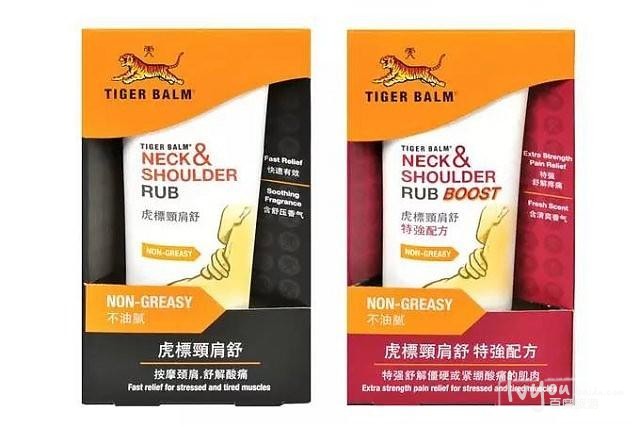 TIGER BALM®
TIGER BALM®
NECK &
SHOULDER
RUB
虎標頸肩舒
NON-GREASY
Fast Relief
快速有效
Soothing
Fragrance
含舒压香气
NON-GREASY
不油膩
虎標頸肩舒
按摩颈肩.舒解酸痛
Fast relief for stressed and tired muscles
TIGER BALM®
TIGER BALM®
NECK &
SHOULDER
RUB BOOST
虎標頸肩舒
特強配方
NON-GREASY
Extra Strength
Pain Relief
特強
舒解疼痛
Fresh Scent
含清爽香气
NON-GREASY
不油膩
虎標頸肩舒 特強配方
特强舒解僵硬或紧绷酸痛的肌肉
Extra strength pain relief for stressed and tired muscles